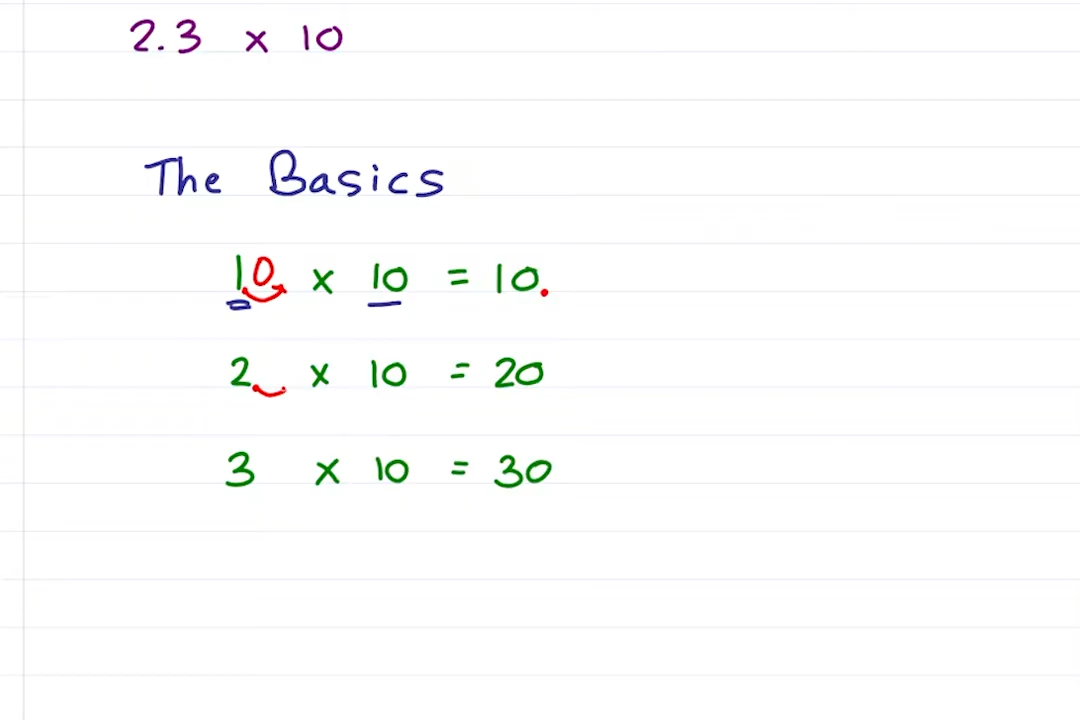 2.3 x 10
The Basics
10 x 10 = 10.
2. x 10 = 20
3 x 10 = 30